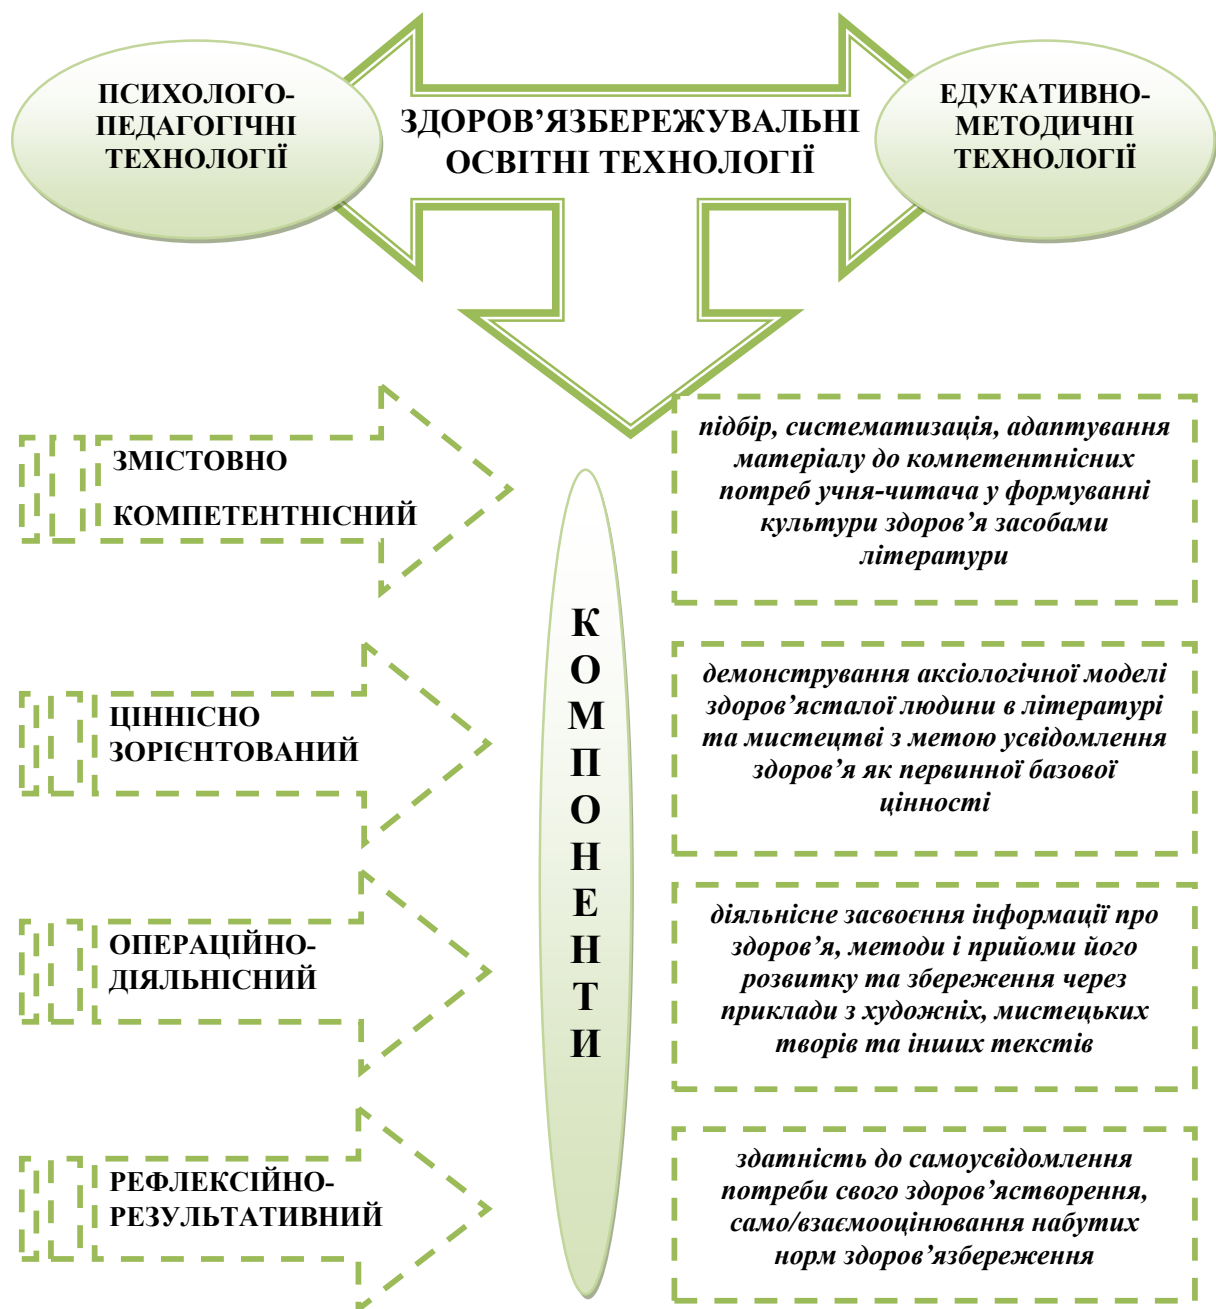 ПСИХОЛОГО-
ПЕДАГОГІЧНІ
ТЕХНОЛОГІЇ
ЗДОРОВ’ЯЗБЕРЕЖУВАЛЬНІ
ОСВІТНІ ТЕХНОЛОГІЇ
ЕДУКАТИВНО-
МЕТОДИЧНІ
ТЕХНОЛОГІЇ
ЗМІСТОВНО
КОМПЕТЕНТНІСНИЙ
підбір, систематизація, адаптування
матеріалу до компетентнісних
потреб учня-читача у формуванні
культури здоров’я засобами
літератури
К
О
М
П
О
Н
Е
Н
Т
И
ЦІННІСНО
ЗОРІЄНТОВАНИЙ
демонстрування аксіологічної моделі
здоров’ясталої людини в літературі
та мистецтві з метою усвідомлення
здоров’я як первинної базової
цінності
ОПЕРАЦІЙНО-
ДІЯЛЬНІСНИЙ
діяльнісне засвоєння інформації про
здоров’я, методи і прийоми його
розвитку та збереження через
приклади з художніх, мистецьких
творів та інших текстів
РЕФЛЕКСІЙНО-
РЕЗУЛЬТАТИВНИЙ
здатність до самоусвідомлення
потреби свого здоров’ястворення,
само/взаємооцінювання набутих
норм здоров’язбереження